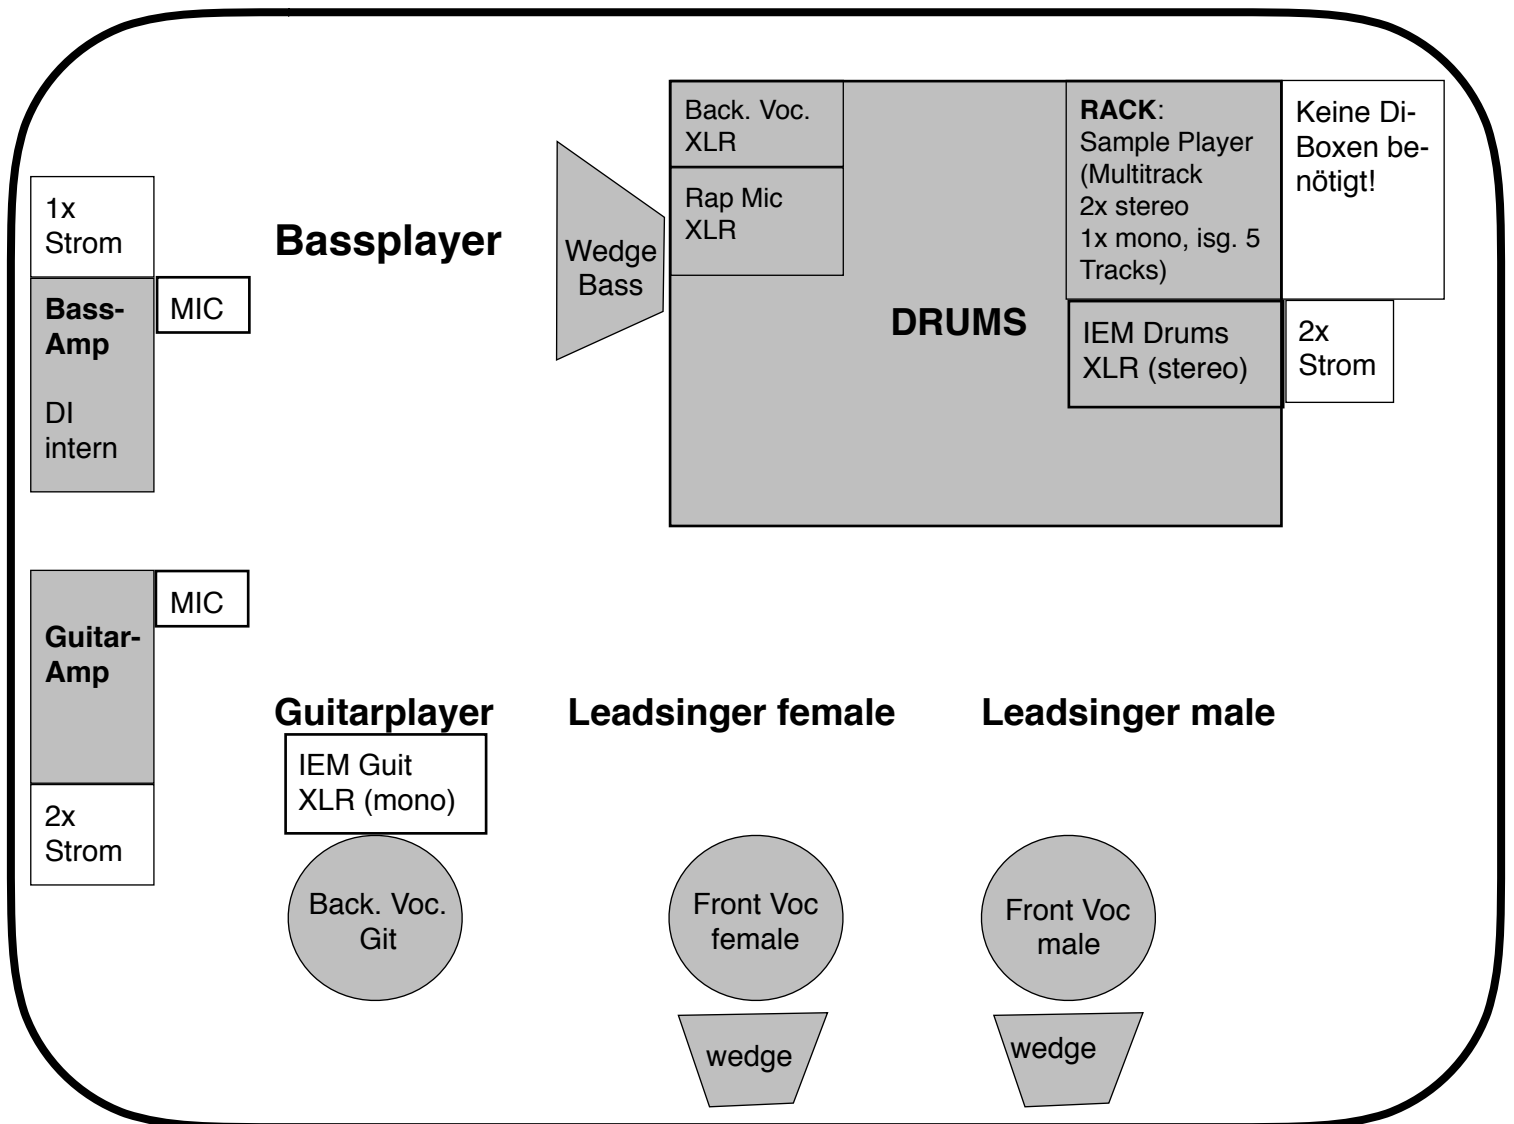 Back. Voc.
XLR
Rap Mic
XLR
RACK:
Sample Player
(Multitrack
2x stereo
1x mono, isg. 5
Tracks)
Keine Di-
Boxen be-
nötigt!
1x
Strom
Bassplayer
Wedge
Bass
Bass-
Amp
DI
intern
MIC
DRUMS
IEM Drums
XLR (stereo)
2x
Strom
MIC
Guitar-
Amp
2x
Strom
Guitarplayer
IEM Guit
XLR (mono)
Back. Voc.
Git
Leadsinger female
Front Voc
female
wedge
Leadsinger male
Front Voc
male
wedge